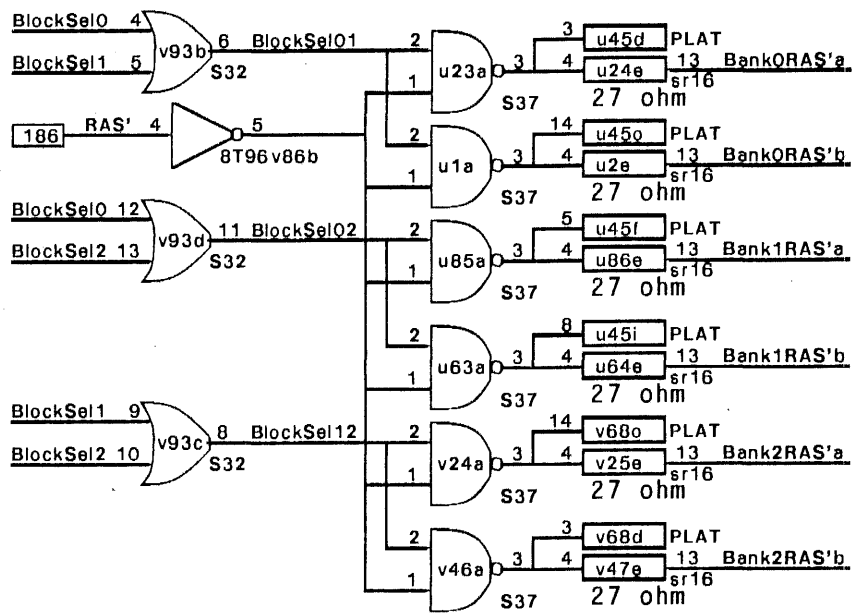 BlockSel0 4
v93b
6 BlockSel01
BlockSel1 5
S32
2
1
u23a
3
S37
3 u45d PLAT
4 u24e 13 Bank0RAS'a
sr16
27 ohm
186
RAS' 4
5
8T96 v86b
2
1
u1a
3
S37
14 u45o PLAT
4 u2e 13 Bank0RAS'b
sr16
27 ohm
BlockSel0 12
v93d
11 BlockSel02
BlockSel2 13
S32
2
1
u85a
3
S37
5 u45f PLAT
4 u86e 13 Bank1RAS'a
sr16
27 ohm
2
1
u63a
3
S37
8 u45i PLAT
4 u64e 13 Bank1RAS'b
sr16
27 ohm
BlockSel1 9
v93c
8 BlockSel12
BlockSel2 10
S32
2
1
v24a
3
S37
14 v68o PLAT
4 v25e 13 Bank2RAS'a
sr16
27 ohm
2
1
v46a
3
S37
3 v68d PLAT
4 v47e 13 Bank2RAS'b
sr16
27 ohm